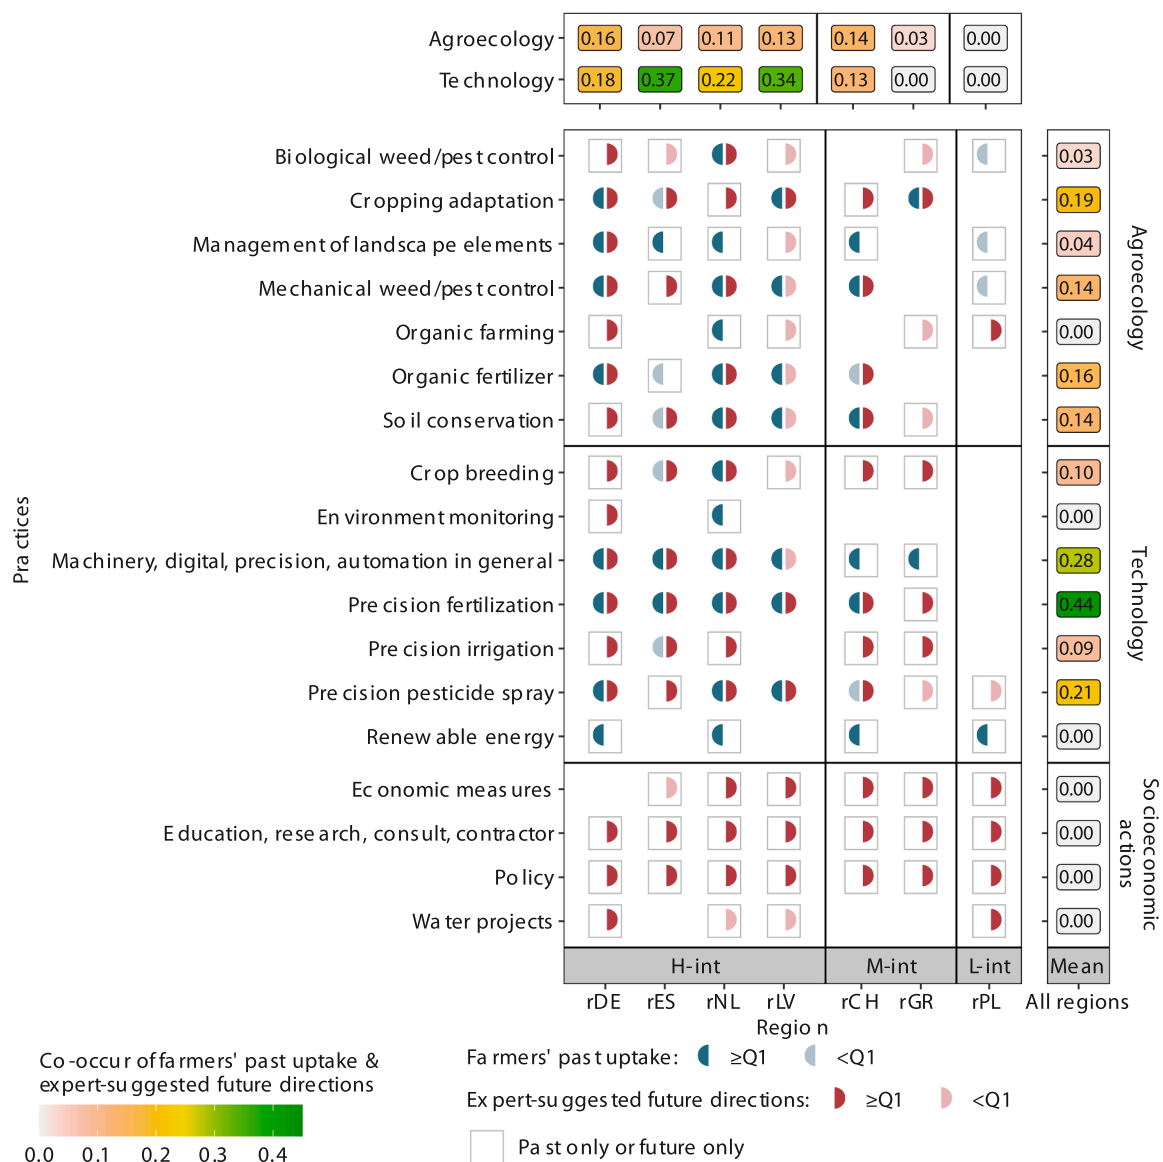 Agroecology 0.16 0.07 0.11 0.13 0.14 0.03 0.00
Technology 0.18 0.37 0.22 0.34 0.13 0.00 0.00
Biological weed/pest control 0.03
Cropping adaptation 0.19
Management of landscape elements 0.04
Mechanical weed/pest control 0.14
Organic farming 0.00
Organic fertilizer 0.16
Soil conservation 0.14
Agroecology
Crop breeding 0.10
Environment monitoring 0.00
Machinery, digital, precision, automation in general 0.28
Precision fertilization 0.44
Precision irrigation 0.09
Precision pesticide spray 0.21
Renewable energy 0.00
Technology
Practices
Economic measures 0.00
Education, research, consult, contractor 0.00
Policy 0.00
Water projects 0.00
Socioeconomic
actions
H-int M-int L-int Mean
rDE rES rNL rLV rCH rGR rPL All regions
Region
Co-occur of farmers' past uptake &
expert-suggested future directions
0.0 0.1 0.2 0.3 0.4
Farmers' past uptake: ≥Q1 <Q1
Expert-suggested future directions: ≥Q1 <Q1
Past only or future only